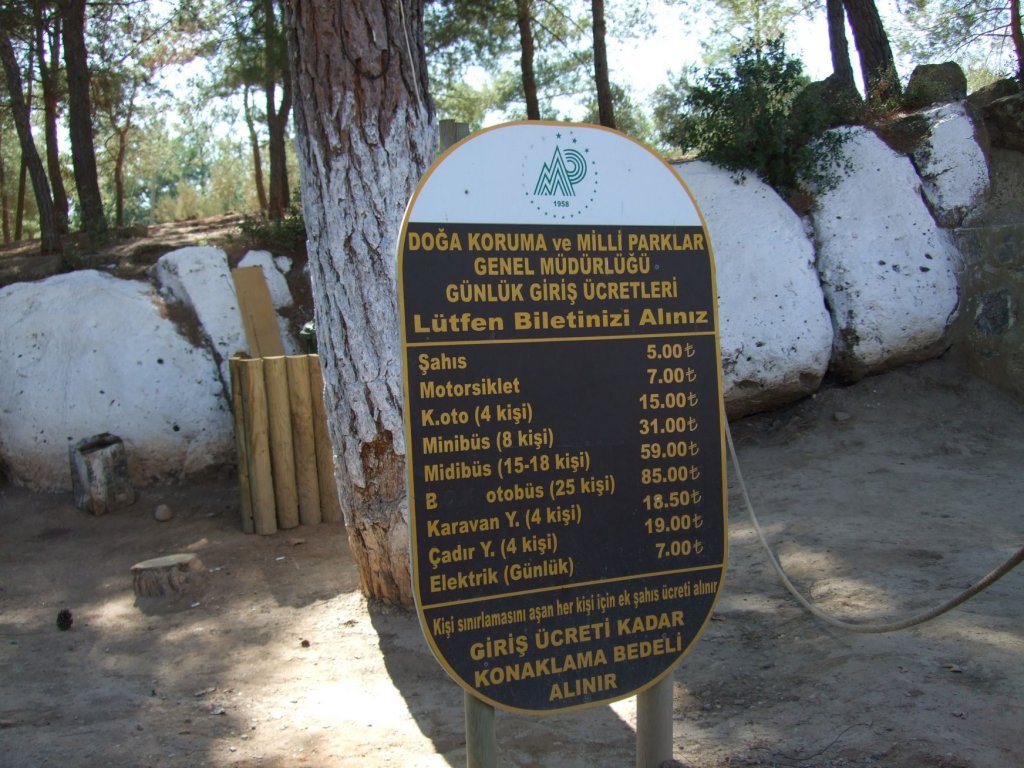 MP
1958
DOĞA KORUMA ve MİLLİ PARKLAR
GENEL MÜDÜRLÜĞÜ
GÜNLÜK GİRİŞ ÜCRETLERİ
Lütfen Biletinizi Alınız
Şahıs 5.00₺
Motorsiklet 7.00₺
K.oto (4 kişi) 15.00₺
Minibüs (8 kişi) 31.00₺
Midibüs (15-18 kişi) 59.00₺
B otobüs (25 kişi) 85.00₺
Karavan Y. (4 kişi) 18.50₺
Çadır Y. (4 kişi) 19.00₺
Elektrik (Günlük) 7.00₺
Kişi sınırlamasını aşan her kişi için ek şahıs ücreti alınır
GİRİŞ ÜCRETİ KADAR
KONAKLAMA BEDELİ
ALINIR